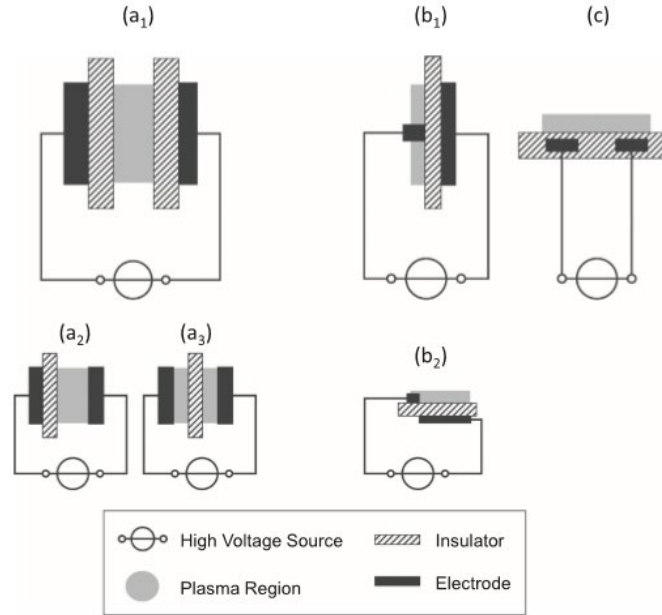 (a₁)
(b₁)
(c)
(a₂)
(a₃)
(b₂)
High Voltage Source
Insulator
Plasma Region
Electrode